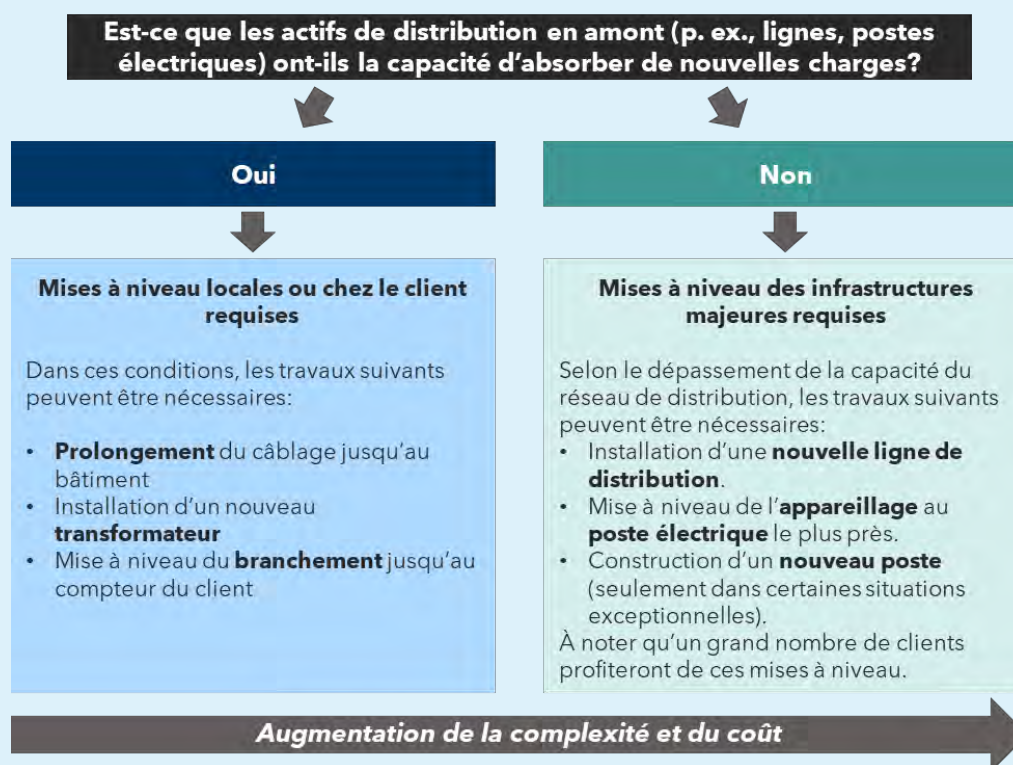 Est-ce que les actifs de distribution en amont (p. ex., lignes, postes
électriques) ont-ils la capacité d’absorber de nouvelles charges?
Oui
Mises à niveau locales ou chez le client
requises
Dans ces conditions, les travaux suivants
peuvent être nécessaires:
• Prolongement du câblage jusqu’au
bâtiment
• Installation d’un nouveau
transformateur
• Mise à niveau du branchement jusqu’au
compteur du client
Non
Mises à niveau des infrastructures
majeures requises
Selon le dépassement de la capacité du
réseau de distribution, les travaux suivants
peuvent être nécessaires:
• Installation d’une nouvelle ligne de
distribution.
• Mise à niveau de l’appareillage au
poste électrique le plus près.
• Construction d’un nouveau poste
(seulement dans certaines situations
exceptionnelles).
À noter qu’un grand nombre de clients
profiteront de ces mises à niveau.
Augmentation de la complexité et du coût